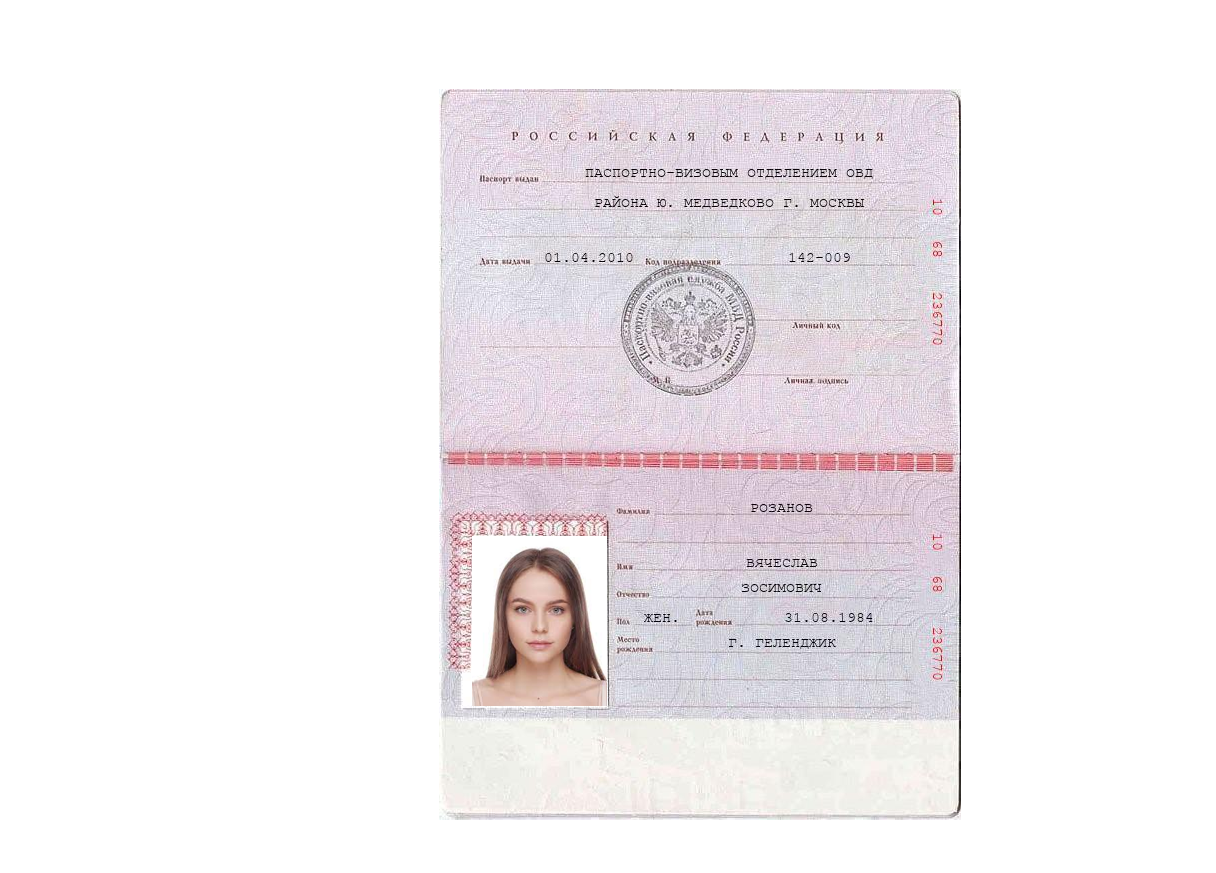 РОССИЙСКАЯ ФЕДЕРАЦИЯ
Паспорт выдан ПАСПОРТНО-ВИЗОВЫМ ОТДЕЛЕНИЕМ ОВД
РАЙОНА Ю. МЕДВЕДКОВО Г. МОСКВЫ
Дата выдачи 01.04.2010 Код подразделения 142-009
Паспортно-визовая служба МВД России
Личный код
М. П.
Личная подпись
10 68 236770
Фамилия РОЗАНОВ
Имя ВЯЧЕСЛАВ
Отчество ЗОСИМОВИЧ
Пол ЖЕН. Дата рождения 31.08.1984
Место рождения Г. ГЕЛЕНДЖИК
10 68 236770